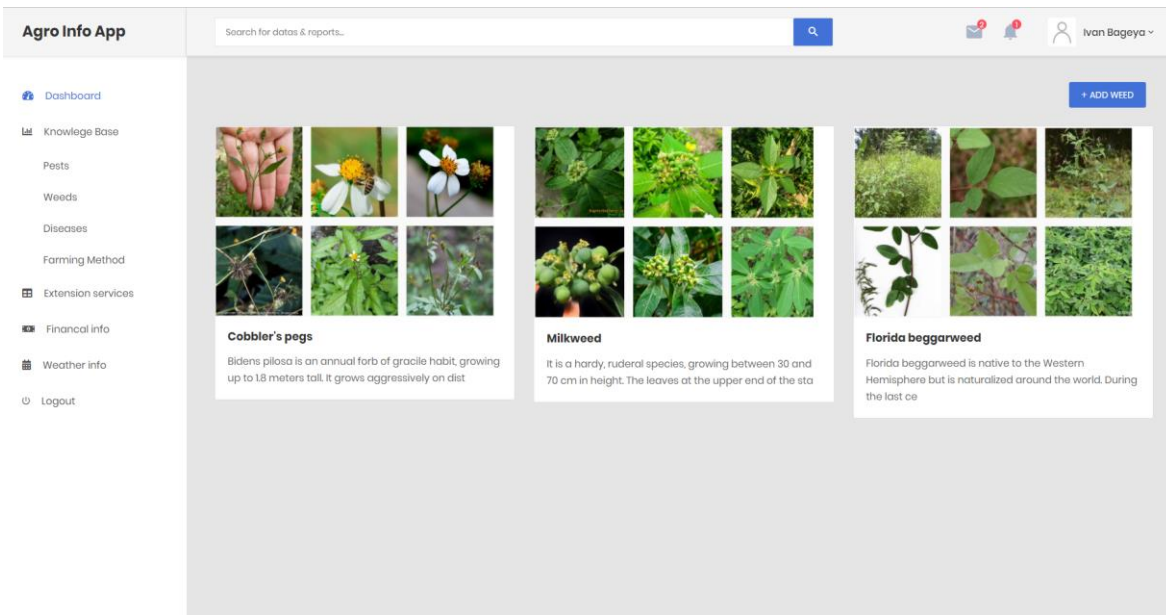 Agro Info App
Search for datas & reports...
2
1
Ivan Bageya
Dashboard
+ ADD WEED
Knowlege Base
Pests
Weeds
Diseases
Farming Method
Extension services
Financal info
Weather info
Logout
Cobbler's pegs
Bidens pilosa is an annual forb of gracile habit, growing
up to 1.8 meters tall. It grows aggressively on dist
Milkweed
It is a hardy, ruderal species, growing between 30 and
70 cm in height. The leaves at the upper end of the sta
Florida beggarweed
Florida beggarweed is native to the Western
Hemisphere but is naturalized around the world. During
the last ce